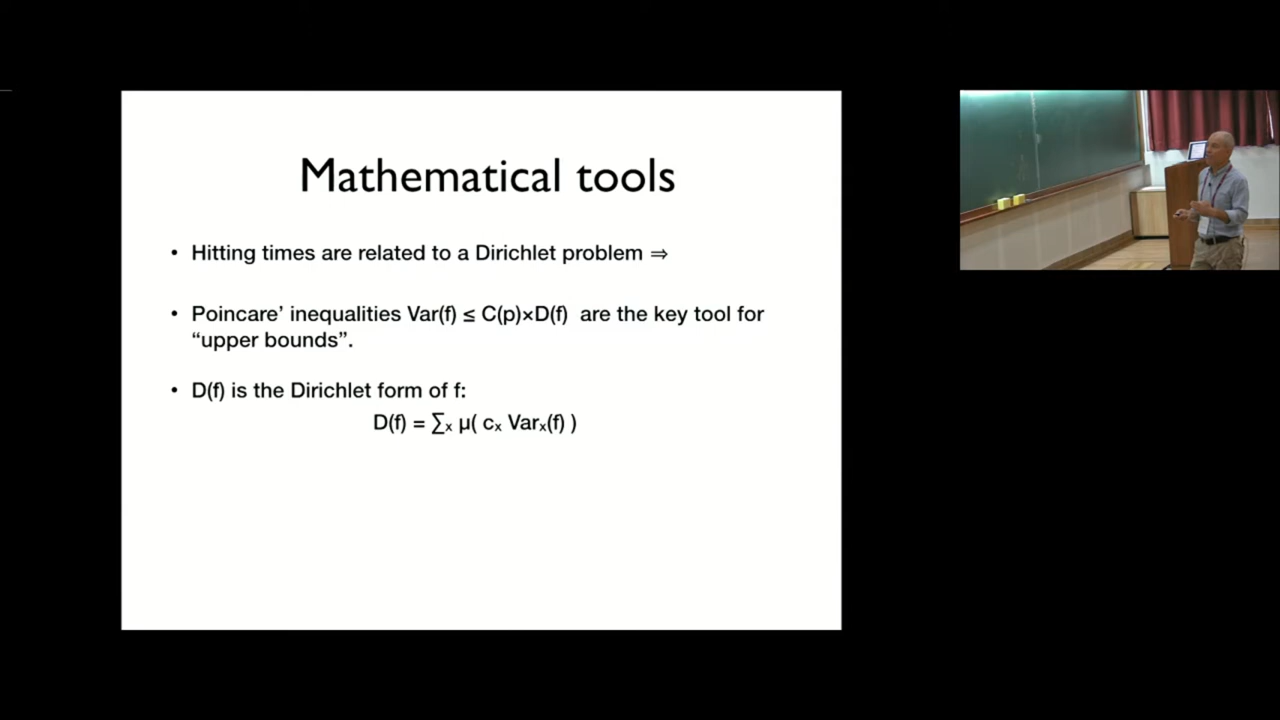 Mathematical tools
• Hitting times are related to a Dirichlet problem ⇒
• Poincare’ inequalities Var(f) ≤ C(p)×D(f) are the key tool for
“upper bounds”.
• D(f) is the Dirichlet form of f:
D(f) = ∑ₓ μ( cₓ Varₓ(f) )